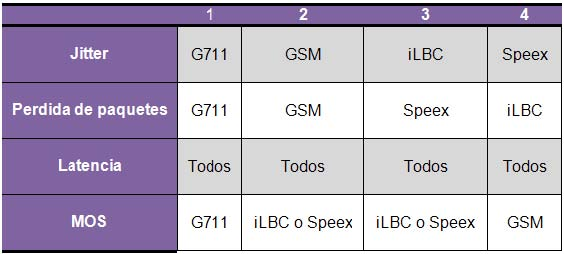 1 2 3 4
Jitter G711 GSM iLBC Speex
Perdida de paquetes G711 GSM Speex iLBC
Latencia Todos Todos Todos Todos
MOS G711 iLBC o Speex iLBC o Speex GSM